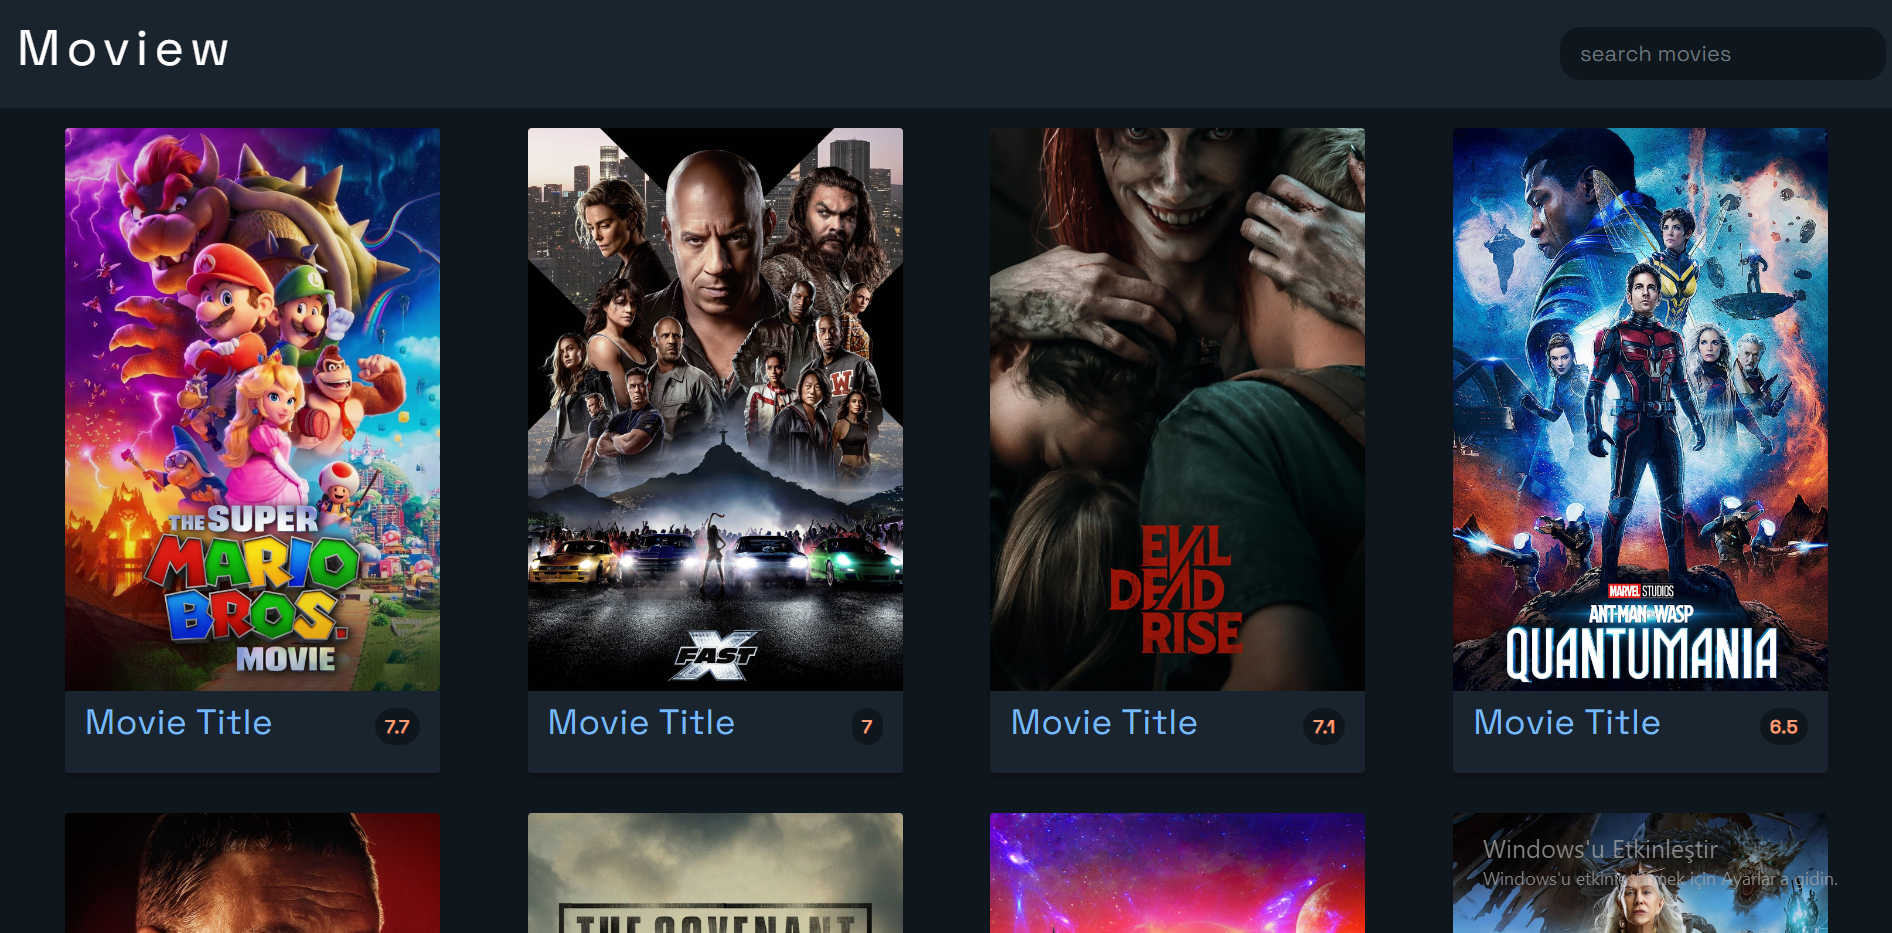 Moview
search movies
THE SUPER
MARIO
BROS.
MOVIE
W
FAST X
EVIL
DEAD
RISE
MARVEL STUDIOS
ANT-MAN AND THE WASP
QUANTUMANIA
Movie Title 7.7
Movie Title 7
Movie Title 7.1
Movie Title 6.5
THE COVENANT
Windows'u Etkinleştir
Windows'u etkinleştirmek için Ayarlar'a gidin.